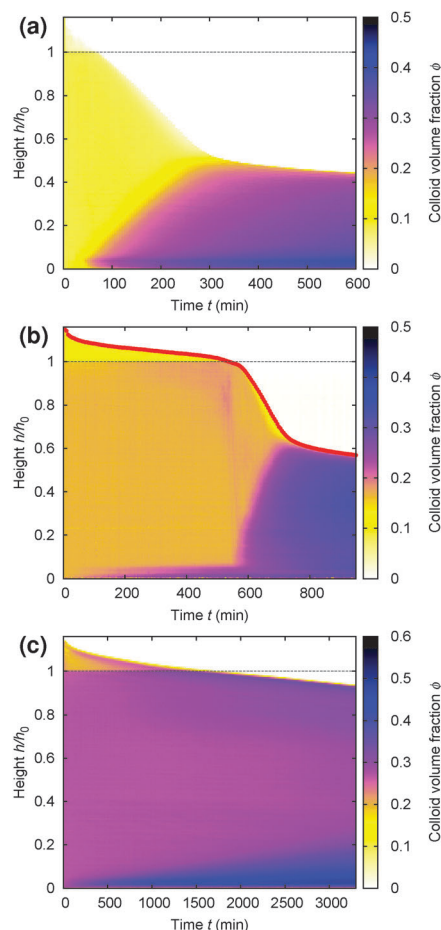 (a)
Height h/h0
1
0.8
0.6
0.4
0.2
0
0 100 200 300 400 500 600
Time t (min)
0.5
0.4
0.3
0.2
0.1
0
Colloid volume fraction ϕ
(b)
Height h/h0
1
0.8
0.6
0.4
0.2
0
0 200 400 600 800
Time t (min)
0.5
0.4
0.3
0.2
0.1
0
Colloid volume fraction ϕ
(c)
Height h/h0
1
0.8
0.6
0.4
0.2
0
0 500 1000 1500 2000 2500 3000
Time t (min)
0.6
0.5
0.4
0.3
0.2
0.1
0
Colloid volume fraction ϕ